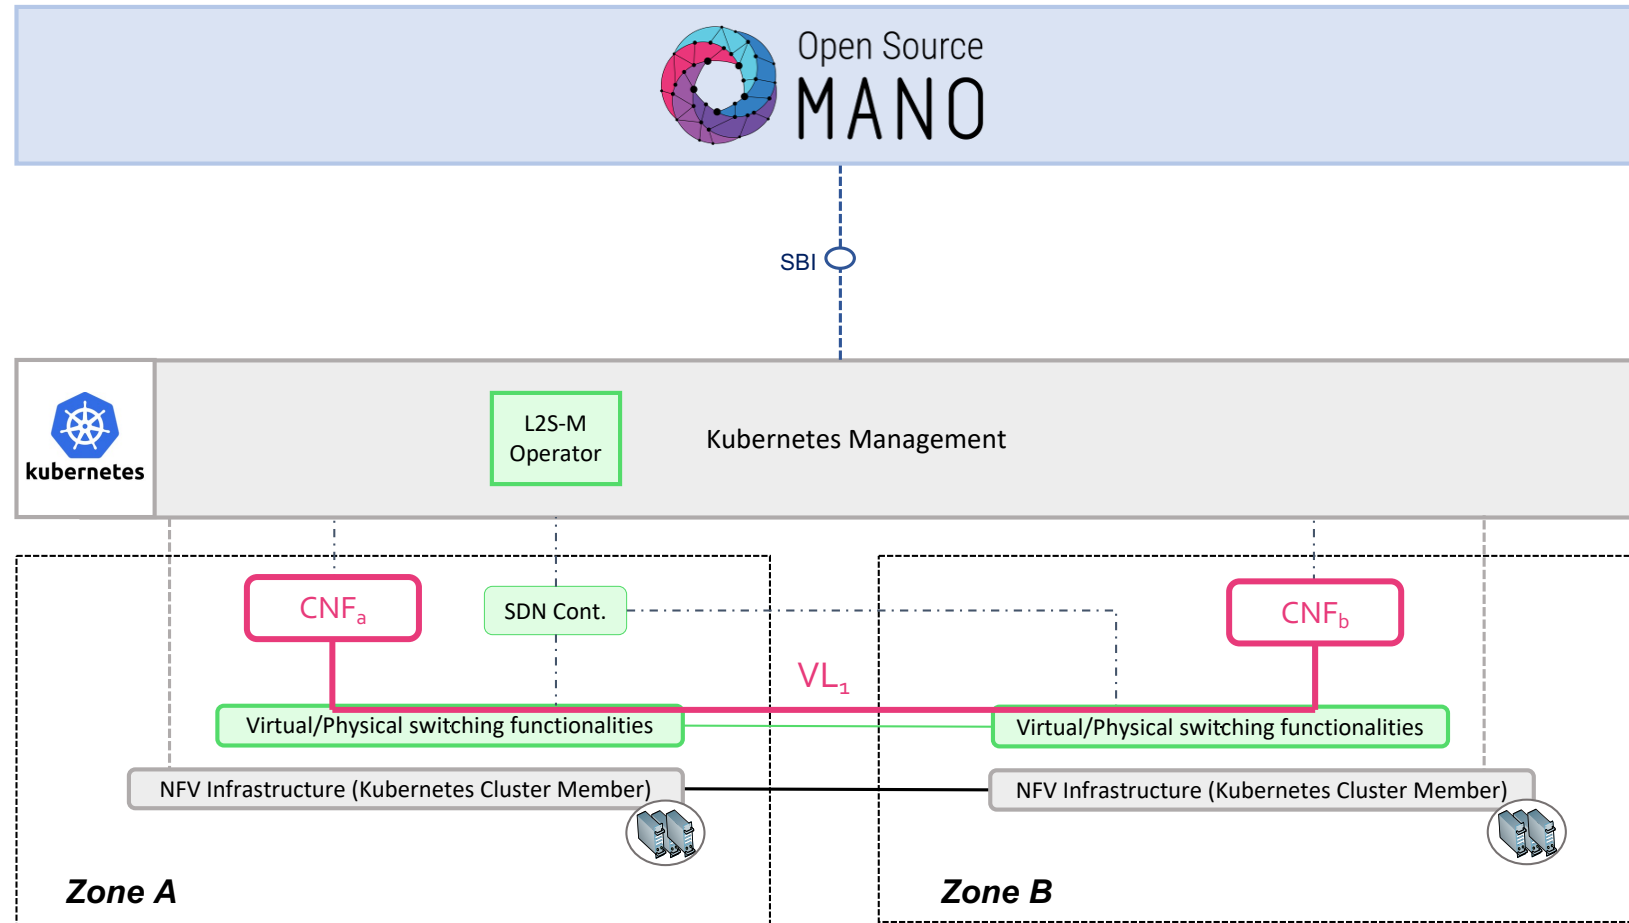 Open Source
MANO
SBI
kubernetes
L2S-M
Operator
Kubernetes Management
CNFa
SDN Cont.
CNFb
VL1
Virtual/Physical switching functionalities
Virtual/Physical switching functionalities
NFV Infrastructure (Kubernetes Cluster Member)
NFV Infrastructure (Kubernetes Cluster Member)
Zone A
Zone B